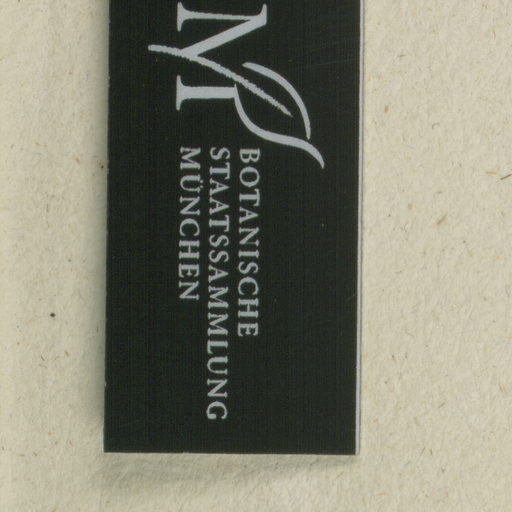 M
BOTANISCHE
STAATSSAMMLUNG
MÜNCHEN